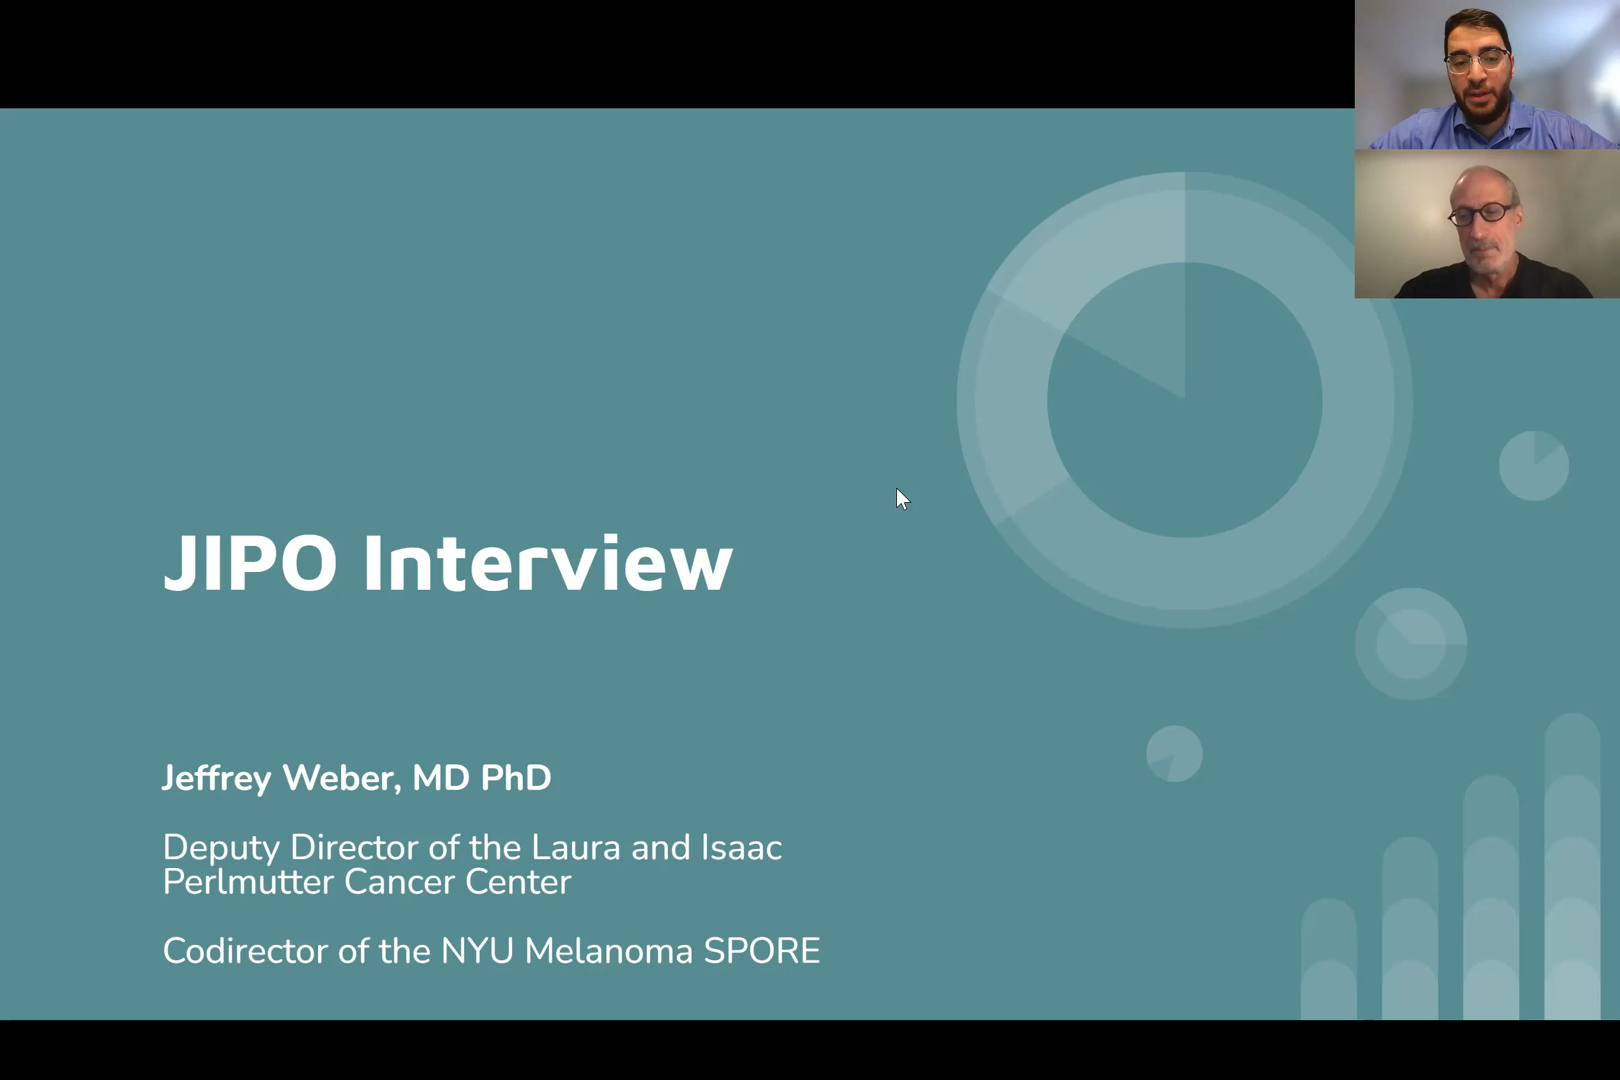 JIPO Interview
Jeffrey Weber, MD PhD
Deputy Director of the Laura and Isaac
Perlmutter Cancer Center
Codirector of the NYU Melanoma SPORE